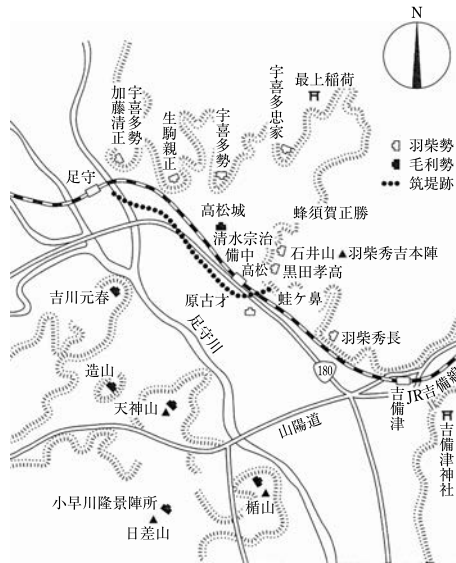 N
最上稲荷
宇喜多忠家
宇喜多勢
生駒親正
宇喜多勢
加藤清正
羽柴勢
毛利勢
筑堤跡
足守
高松城
清水宗治
蜂須賀正勝
備中
高松
石井山
羽柴秀吉本陣
黒田孝高
蛙ケ鼻
原古才
吉川元春
足守川
羽柴秀長
180
造山
天神山
山陽道
吉備津
JR吉備線
吉備津神社
小早川隆景陣所
日差山
楯山